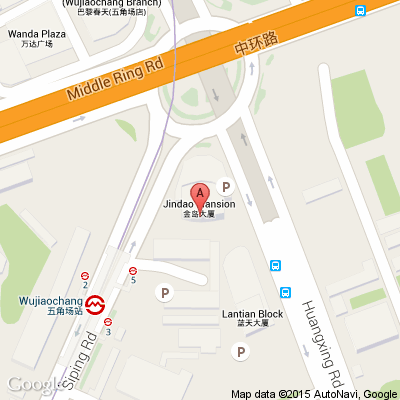 (Wujiaochang Branch)
巴黎春天(五角场店)
Wanda Plaza
万达广场
中环路
Middle Ring Rd
A
P
Jindao Mansion
金岛大厦
2
5
Wujiaochang
五角场站
P
3
Siping Rd
Lantian Block
蓝天大厦
P
Huangxing Rd
Google
Map data ©2015 AutoNavi, Google